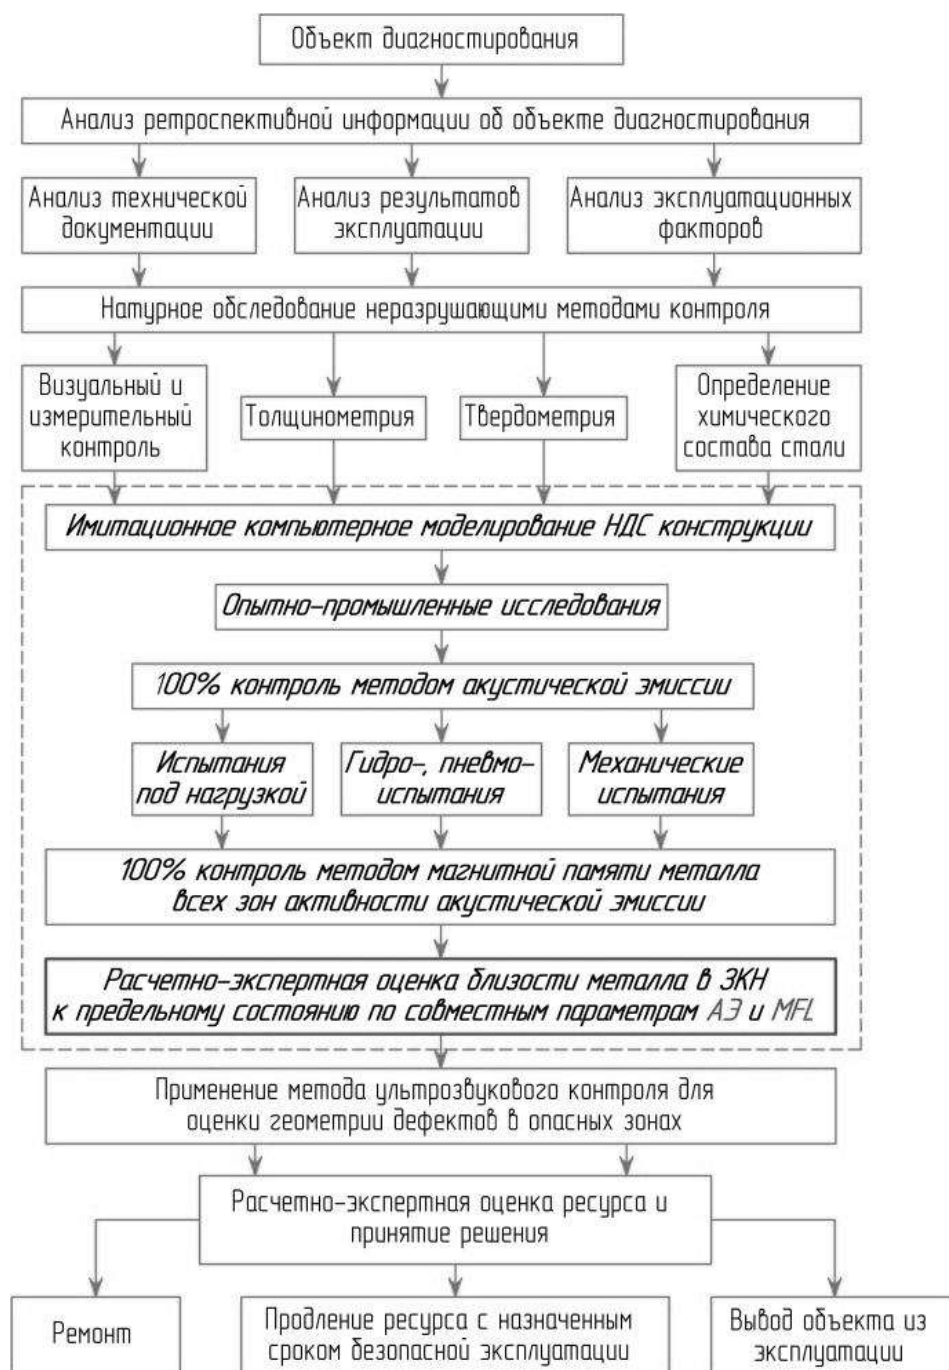 Объект диагностирования
Анализ ретроспективной информации об объекте диагностирования
Анализ технической
документации
Анализ результатов
эксплуатации
Анализ эксплуатационных
факторов
Натурное обследование неразрушающими методами контроля
Визуальный и
измерительный
контроль
Толщинометрия
Твердометрия
Определение
химического
состава стали
Имитационное компьютерное моделирование НДС конструкции
Опытно-промышленные исследования
100% контроль методом акустической эмиссии
Испытания
под нагрузкой
Гидро-, пневмо-
испытания
Механические
испытания
100% контроль методом магнитной памяти металла
всех зон активности акустической эмиссии
Расчетно-экспертная оценка близости металла в ЗКН
к предельному состоянию по совместным параметрам АЭ и MFL
Применение метода ультрозвукового контроля для
оценки геометрии дефектов в опасных зонах
Расчетно-экспертная оценка ресурса и
принятие решения
Ремонт
Продление ресурса с назначенным
сроком безопасной эксплуатации
Вывод объекта из
эксплуатации